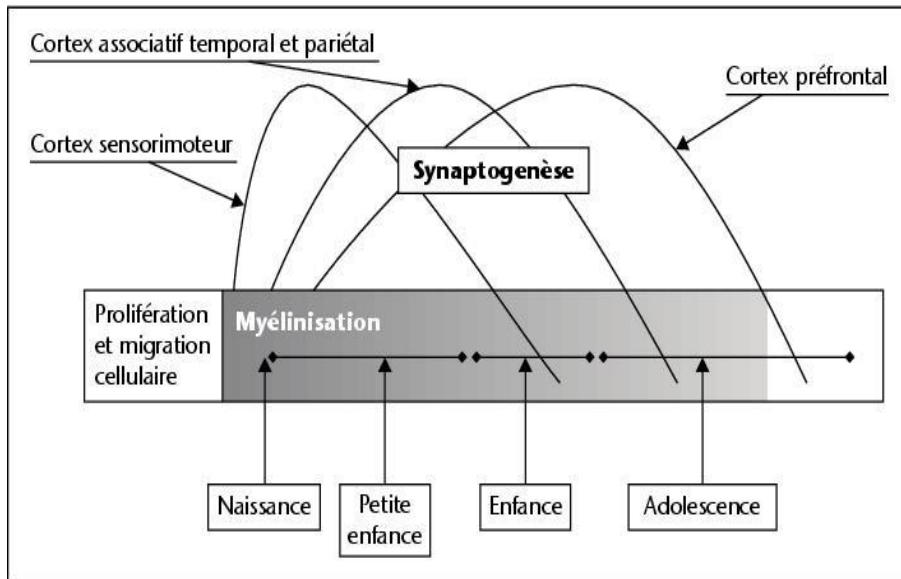 Cortex associatif temporal et pariétal
Cortex préfrontal
Cortex sensorimoteur
Synaptogenèse
Prolifération
et migration
cellulaire
Myélinisation
Naissance
Petite
enfance
Enfance
Adolescence